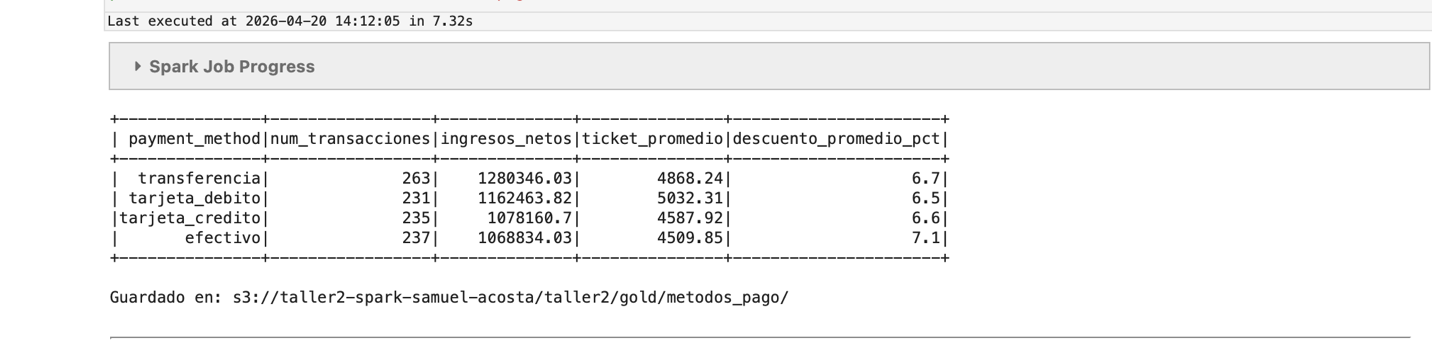 Last executed at 2026-04-20 14:12:05 in 7.32s
Spark Job Progress
+---------------+-----------------+--------------+---------------+----------------------+
| payment_method|num_transacciones|ingresos_netos|ticket_promedio|descuento_promedio_pct|
+---------------+-----------------+--------------+---------------+----------------------+
|  transferencia|              263|    1280346.03|        4868.24|                   6.7|
| tarjeta_debito|              231|    1162463.82|        5032.31|                   6.5|
|tarjeta_credito|              235|     1078160.7|        4587.92|                   6.6|
|       efectivo|              237|    1068834.03|        4509.85|                   7.1|
+---------------+-----------------+--------------+---------------+----------------------+
Guardado en: s3://taller2-spark-samuel-acosta/taller2/gold/metodos_pago/